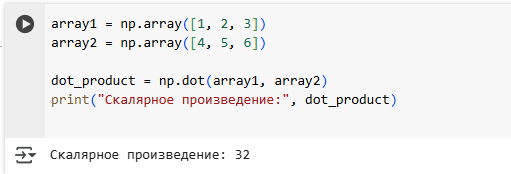 array1 = np.array([1, 2, 3])
array2 = np.array([4, 5, 6])
dot_product = np.dot(array1, array2)
print("Скалярное произведение:", dot_product)
Скалярное произведение: 32